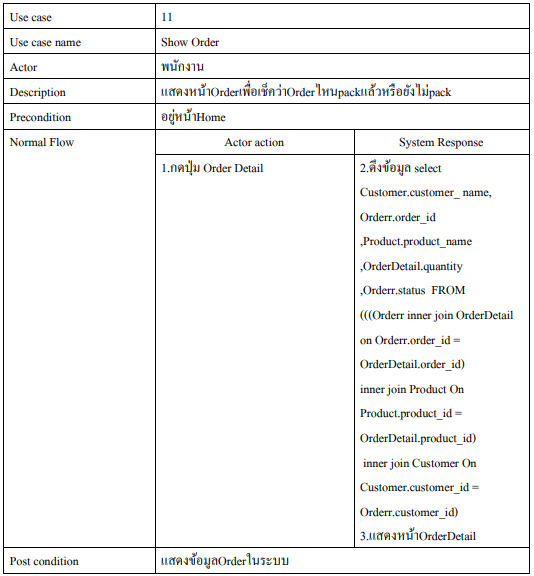 Use case 11
Use case name Show Order
Actor พนักงาน
Description แสดงหน้าOrderเพื่อเช็คว่าOrderไหนpackแล้วหรือยังไม่pack
Precondition อยู่หน้าHome
Normal Flow Actor action System Response
1.กดปุ่ม Order Detail 2.ดึงข้อมูล select
Customer.customer_ name,
Orderr.order_id
,Product.product_name
,OrderDetail.quantity
,Orderr.status FROM
(((Orderr inner join OrderDetail
on Orderr.order_id =
OrderDetail.order_id)
inner join Product On
Product.product_id =
OrderDetail.product_id)
inner join Customer On
Customer.customer_id =
Orderr.customer_id)
3.แสดงหน้าOrderDetail
Post condition แสดงข้อมูลOrderในระบบ